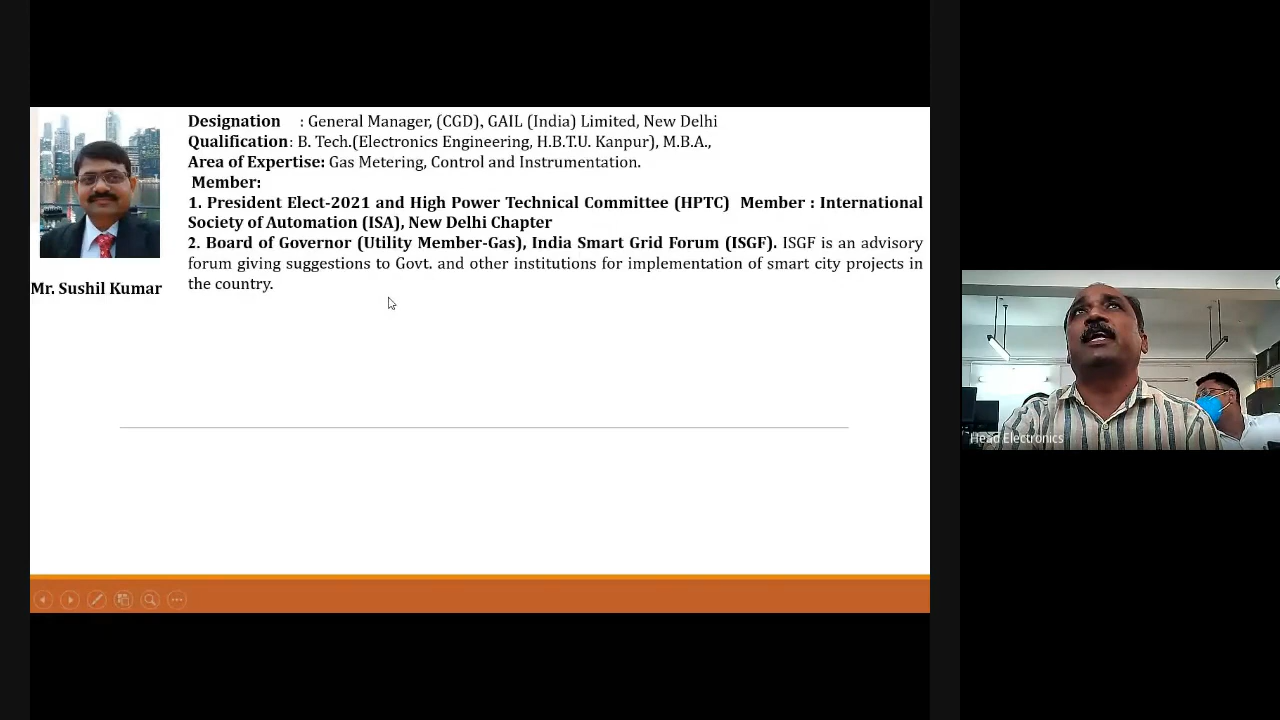 Designation : General Manager, (CGD), GAIL (India) Limited, New Delhi
Qualification: B. Tech.(Electronics Engineering, H.B.T.U. Kanpur), M.B.A.,
Area of Expertise: Gas Metering, Control and Instrumentation.
Member:
1. President Elect-2021 and High Power Technical Committee (HPTC) Member : International
Society of Automation (ISA), New Delhi Chapter
2. Board of Governor (Utility Member-Gas), India Smart Grid Forum (ISGF). ISGF is an advisory
forum giving suggestions to Govt. and other institutions for implementation of smart city projects in
the country.
Mr. Sushil Kumar
Head Electronics